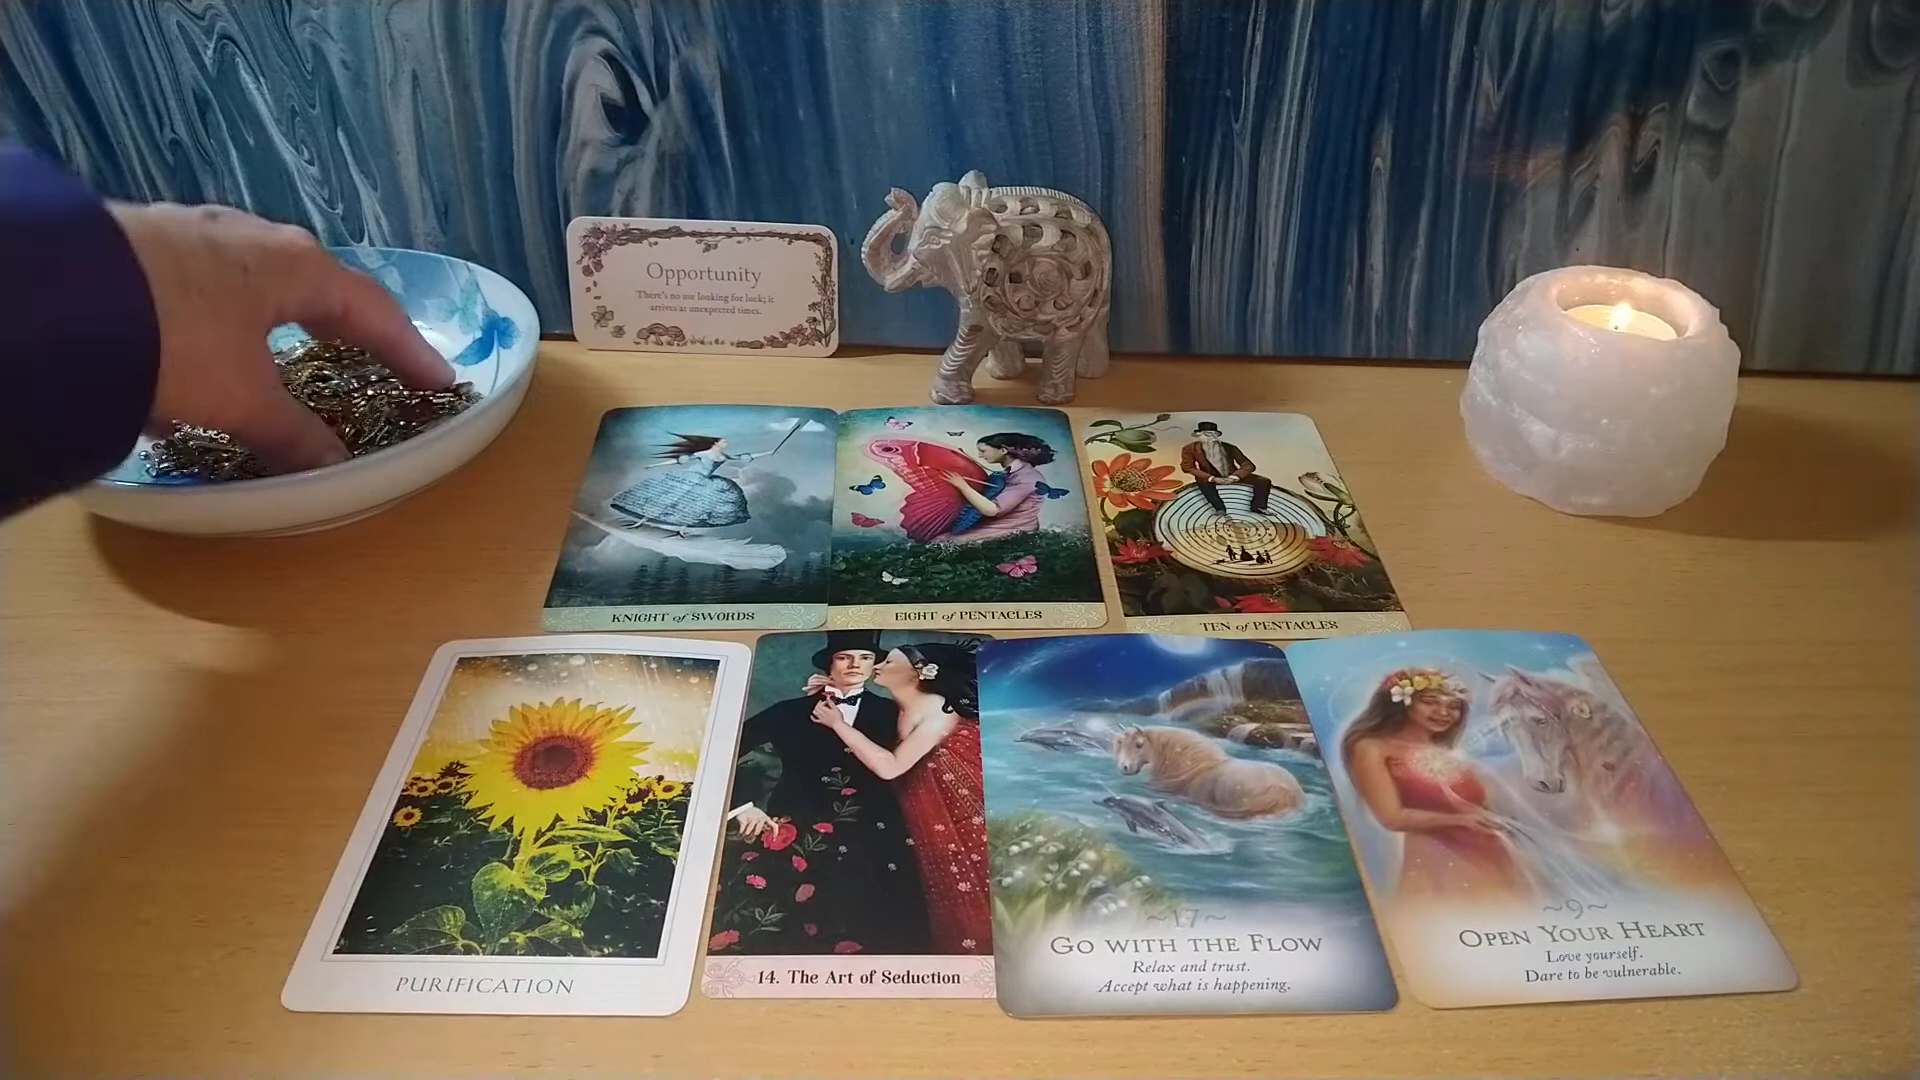 Opportunity
There's no use looking for luck; it
arrives at unexpected times.
KNIGHT of SWORDS
EIGHT of PENTACLES
TEN of PENTACLES
PURIFICATION
14. The Art of Seduction
~17~
GO WITH THE FLOW
Relax and trust.
Accept what is happening.
~9~
OPEN YOUR HEART
Love yourself.
Dare to be vulnerable.